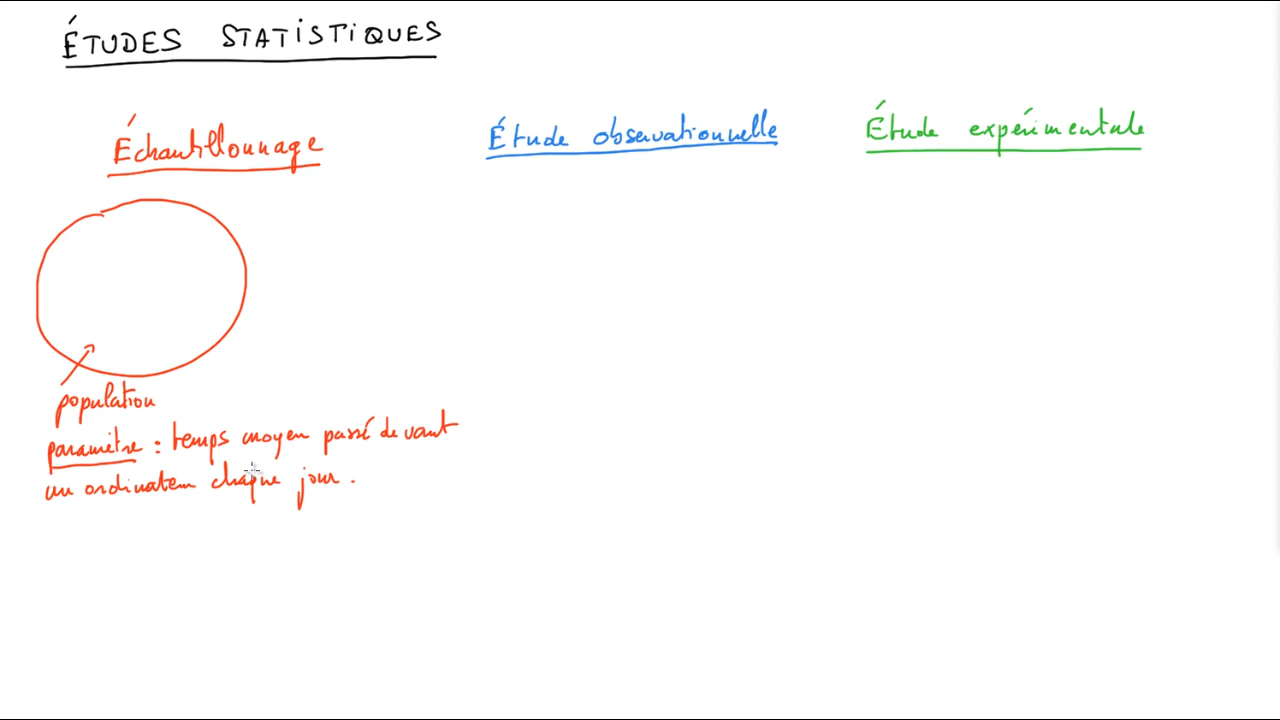 ÉTUDES STATISTIQUES
Échantillonnage
Étude observationnelle
Étude expérimentale
population
paramètre : temps moyen passé devant
un ordinateur chaque jour.